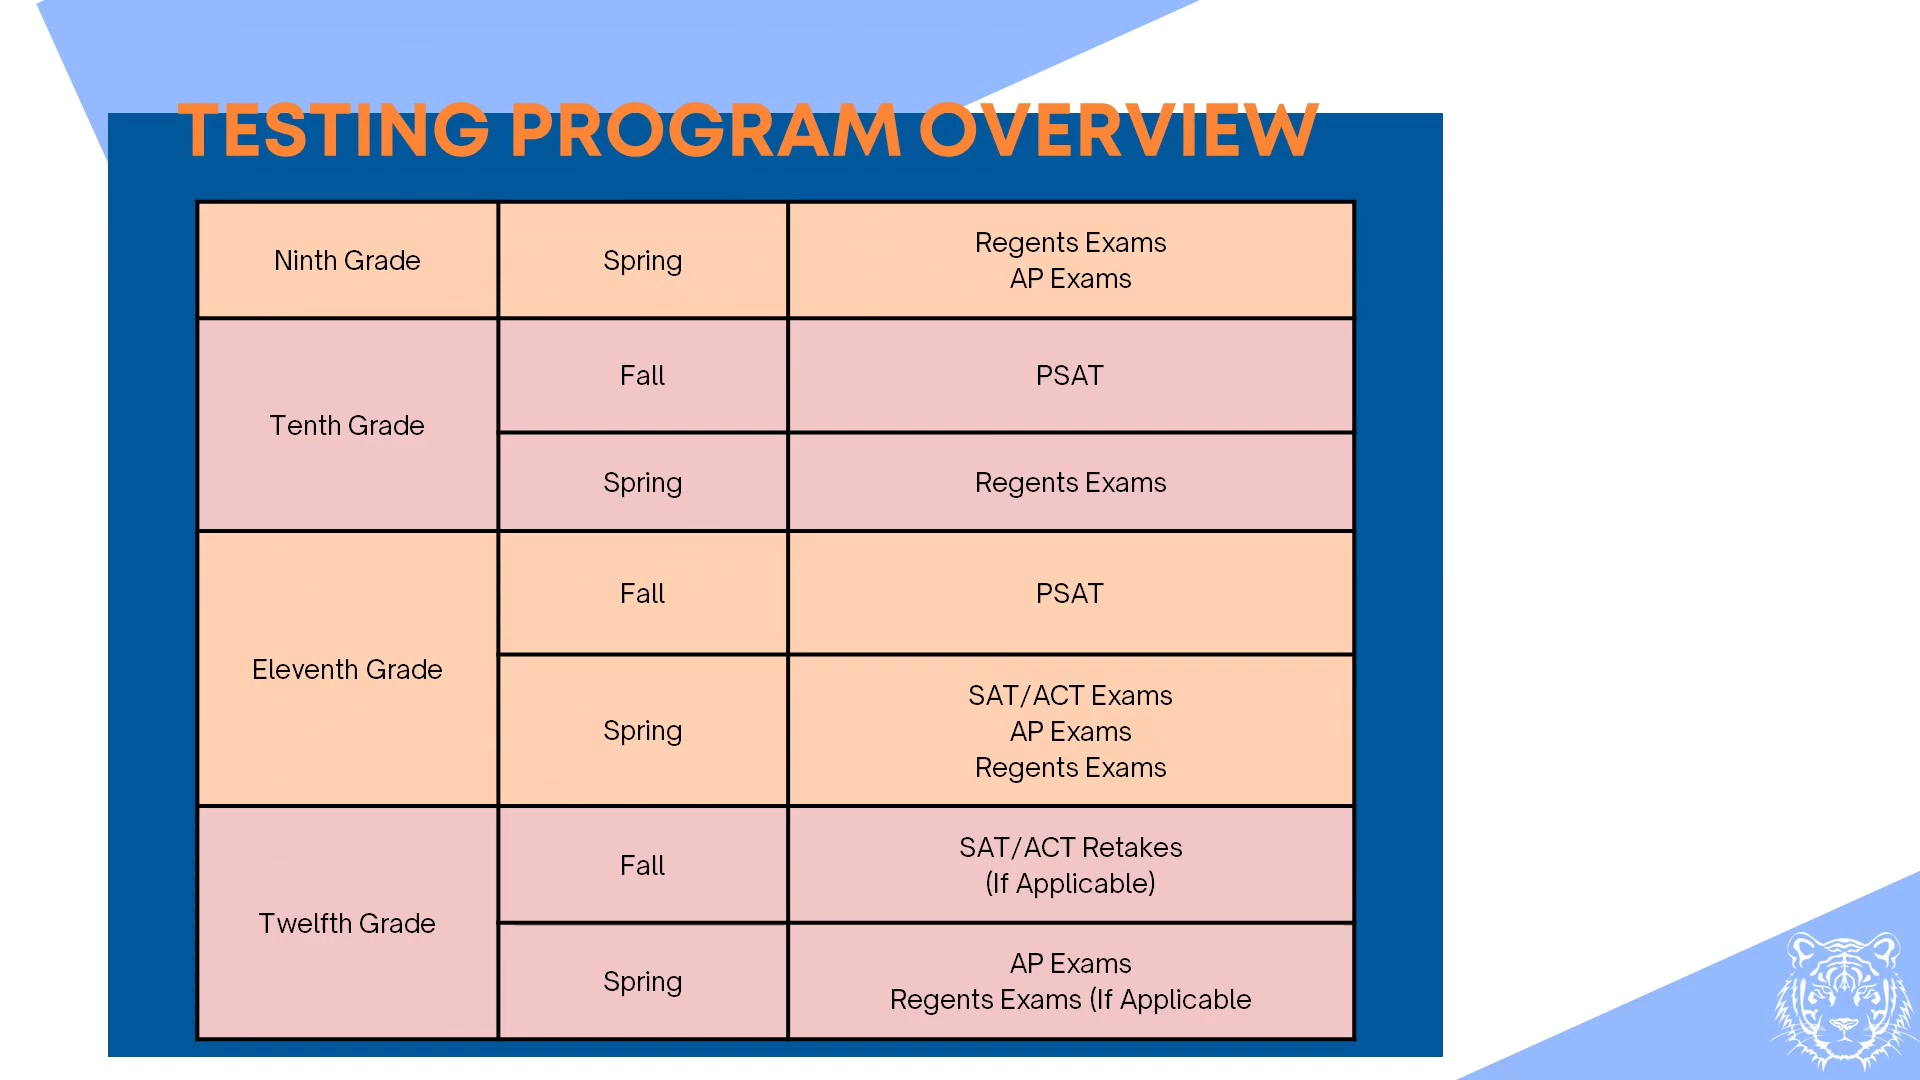 TESTING PROGRAM OVERVIEW
Ninth Grade
Spring
Regents Exams
AP Exams
Tenth Grade
Fall
PSAT
Spring
Regents Exams
Eleventh Grade
Fall
PSAT
Spring
SAT/ACT Exams
AP Exams
Regents Exams
Twelfth Grade
Fall
SAT/ACT Retakes
(If Applicable)
Spring
AP Exams
Regents Exams (If Applicable